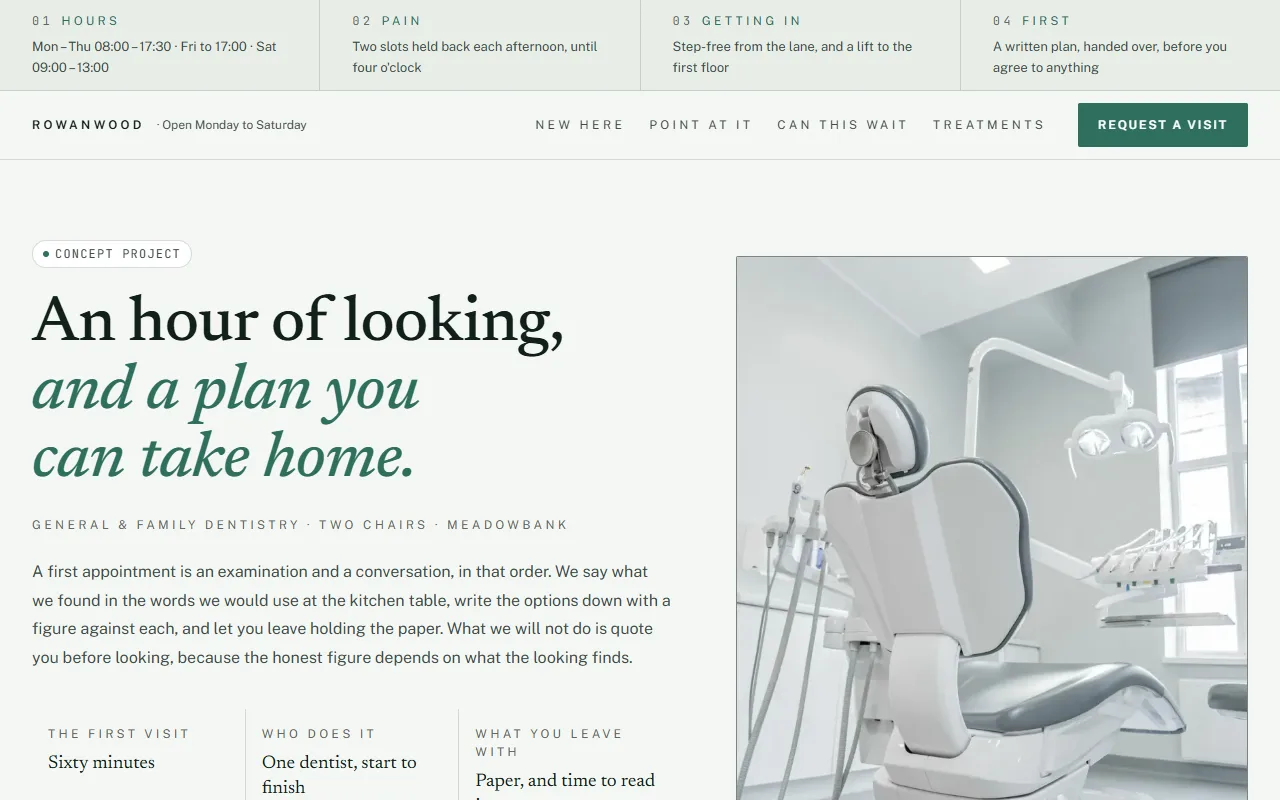 01 HOURS
Mon–Thu 08:00–17:30 · Fri to 17:00 · Sat
09:00–13:00
02 PAIN
Two slots held back each afternoon, until
four o'clock
03 GETTING IN
Step-free from the lane, and a lift to the
first floor
04 FIRST
A written plan, handed over, before you
agree to anything
ROWANWOOD · Open Monday to Saturday
NEW HERE POINT AT IT CAN THIS WAIT TREATMENTS REQUEST A VISIT
CONCEPT PROJECT
An hour of looking,
and a plan you
can take home.
GENERAL & FAMILY DENTISTRY · TWO CHAIRS · MEADOWBANK
A first appointment is an examination and a conversation, in that order. We say what
we found in the words we would use at the kitchen table, write the options down with a
figure against each, and let you leave holding the paper. What we will not do is quote
you before looking, because the honest figure depends on what the looking finds.
THE FIRST VISIT
Sixty minutes
WHO DOES IT
One dentist, start to
finish
WHAT YOU LEAVE
WITH
Paper, and time to read